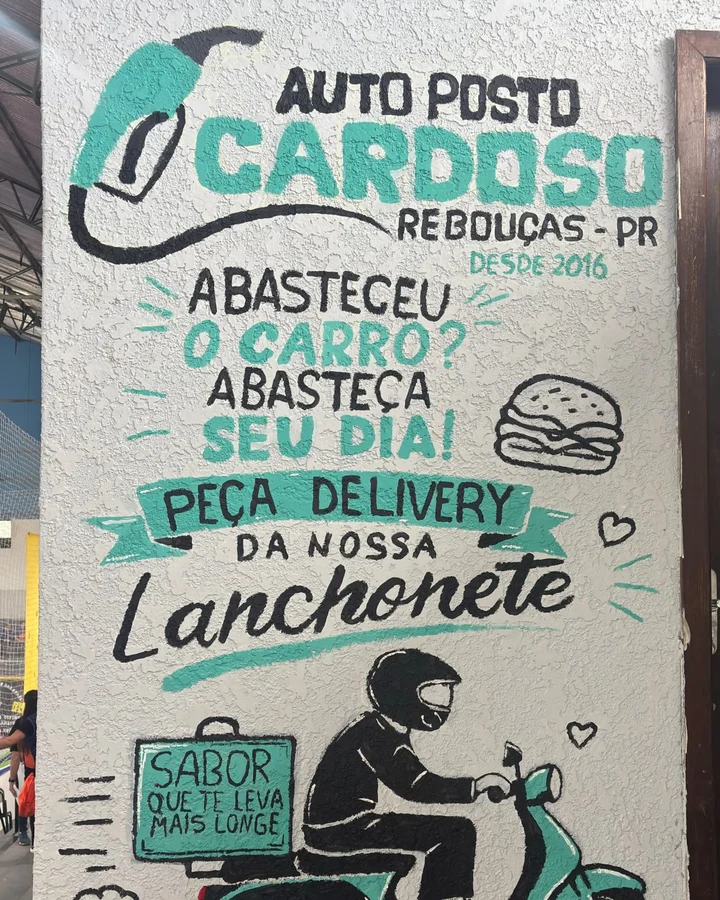 AUTO POSTO
CARDOSO
REBOUÇAS - PR
DESDE 2016
ABASTECEU
O CARRO?
ABASTEÇA
SEU DIA!
PEÇA DELIVERY
DA NOSSA
Lanchonete
SABOR
QUE TE LEVA
MAIS LONGE